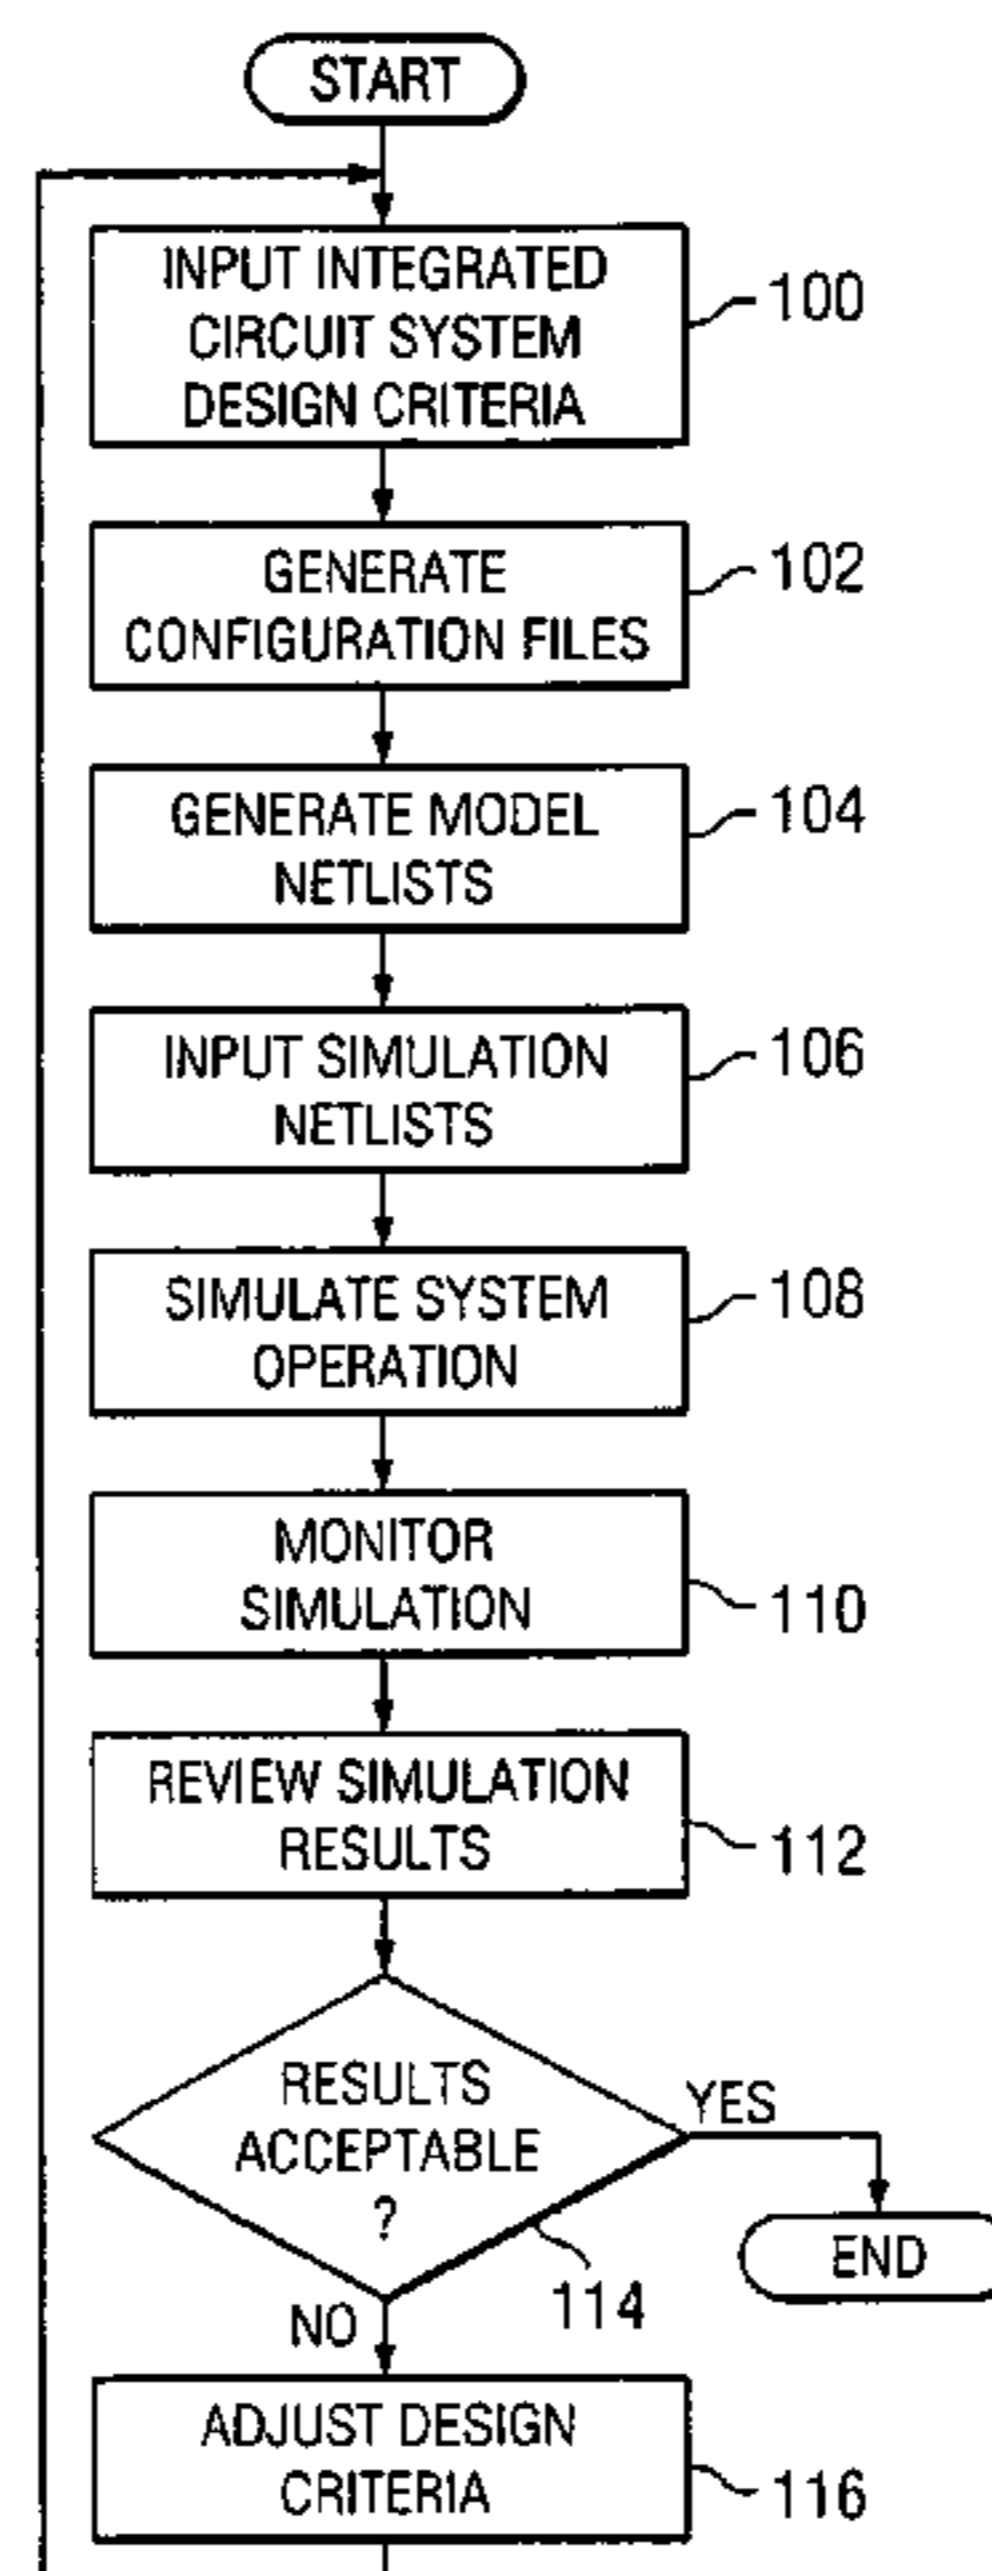 START
INPUT INTEGRATED
CIRCUIT SYSTEM
DESIGN CRITERIA
100
GENERATE
CONFIGURATION FILES
102
GENERATE MODEL
NETLISTS
104
INPUT SIMULATION
NETLISTS
106
SIMULATE SYSTEM
OPERATION
108
MONITOR
SIMULATION
110
REVIEW SIMULATION
RESULTS
112
RESULTS
ACCEPTABLE
?
YES
END
114
NO
ADJUST DESIGN
CRITERIA
116